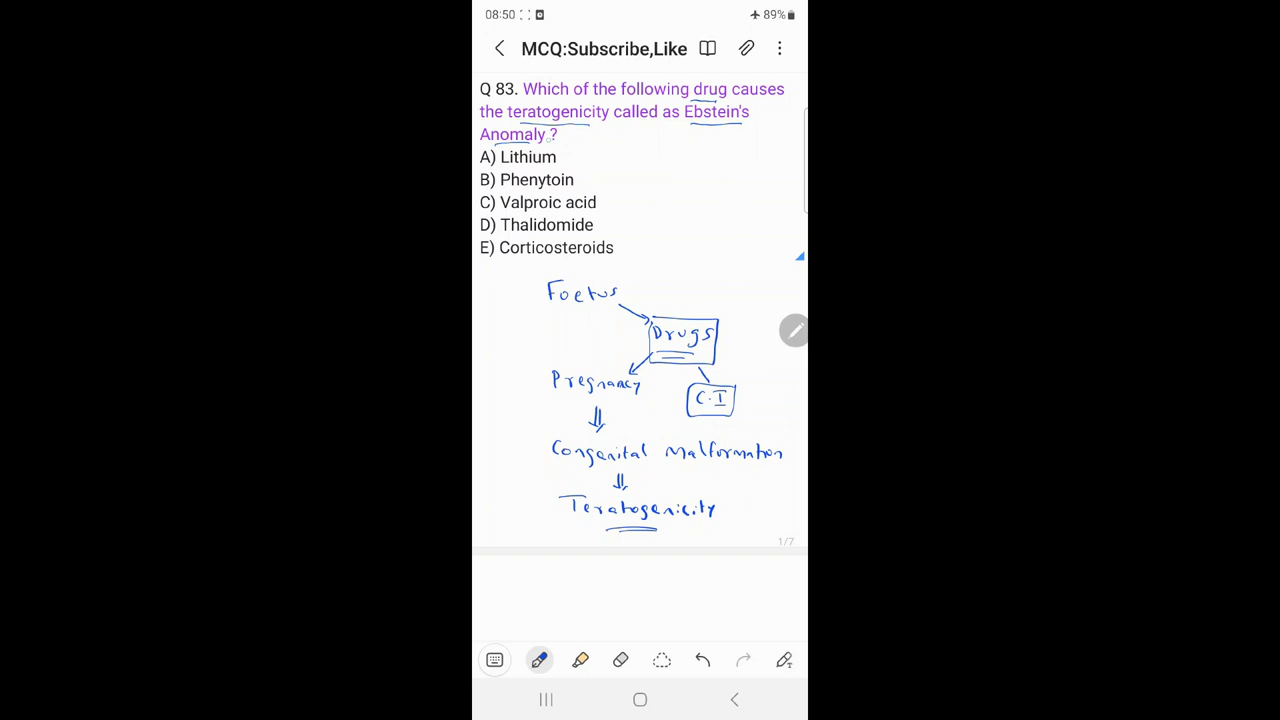 08:50 89%
MCQ:Subscribe,Like
Q 83. Which of the following drug causes
the teratogenicity called as Ebstein's
Anomaly ?
A) Lithium
B) Phenytoin
C) Valproic acid
D) Thalidomide
E) Corticosteroids
Foetus
Drugs
Pregnancy
C.I
Congenital Malformation
Teratogenicity
1/7